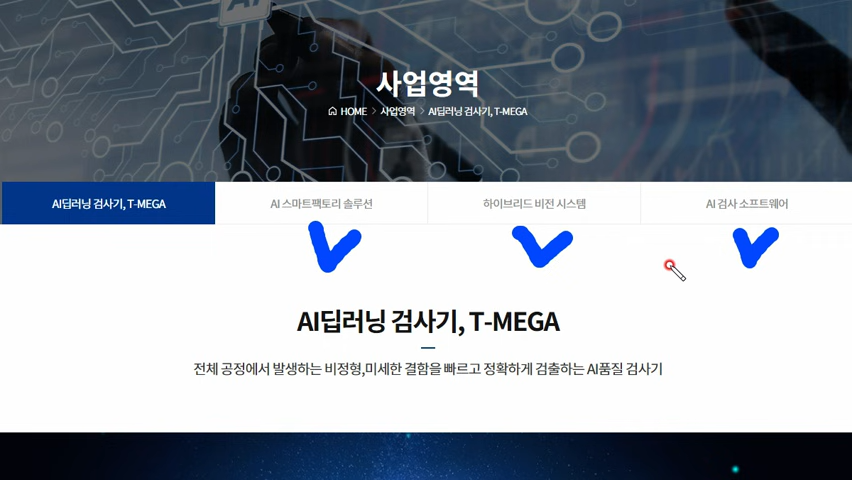 AI
사업영역
HOME > 사업영역 > AI딥러닝 검사기, T-MEGA
AI딥러닝 검사기, T-MEGA
AI 스마트팩토리 솔루션
하이브리드 비전 시스템
AI 검사 소프트웨어
AI딥러닝 검사기, T-MEGA
전체 공정에서 발생하는 비정형,미세한 결함을 빠르고 정확하게 검출하는 AI품질 검사기